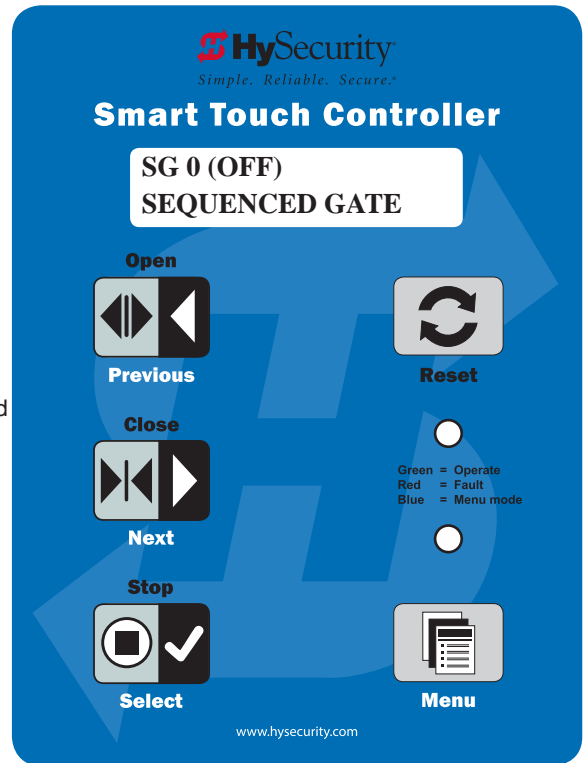 HySecurity
Simple. Reliable. Secure.®
Smart Touch Controller
SG 0 (OFF)
SEQUENCED GATE
Open
Previous
Reset
d
Close
Next
Green = Operate
Red = Fault
Blue = Menu mode
Stop
Select
Menu
www.hysecurity.com